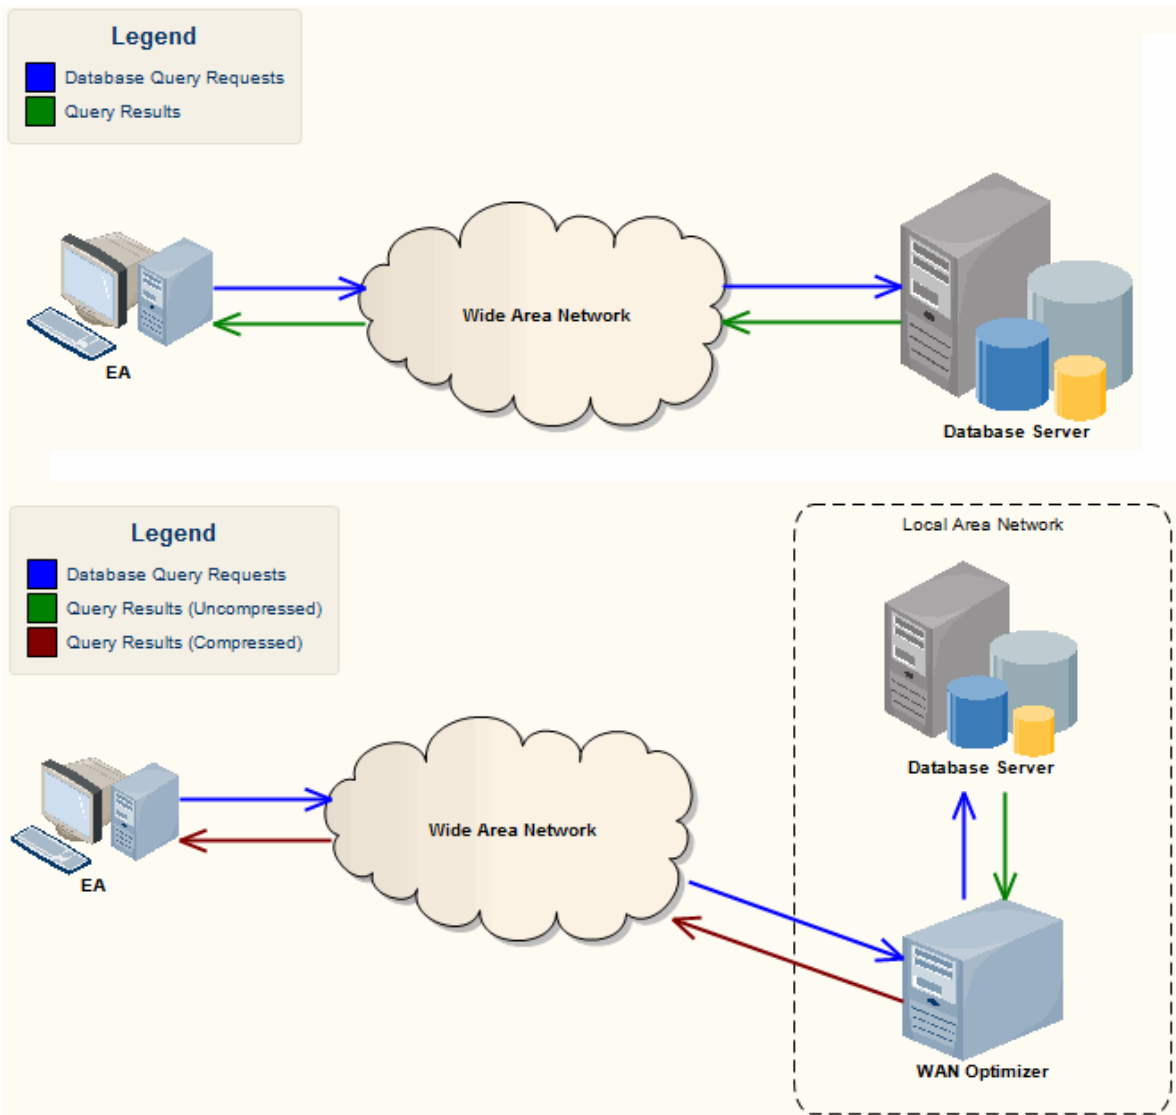 Legend
Database Query Requests
Query Results
Wide Area Network
EA
Database Server
Legend
Database Query Requests
Query Results (Uncompressed)
Query Results (Compressed)
Local Area Network
Database Server
Wide Area Network
EA
WAN Optimizer